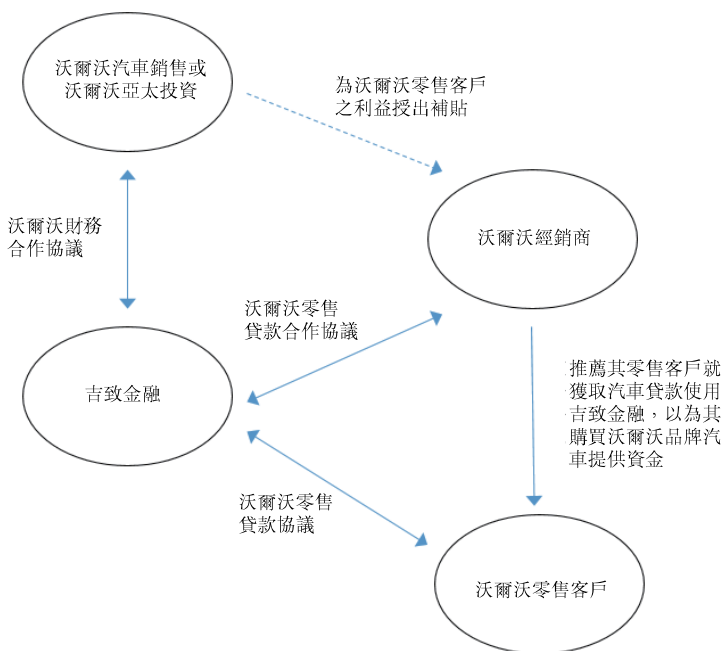 沃爾沃汽車銷售或
沃爾沃亞太投資
為沃爾沃零售客戶
之利益授出補貼
沃爾沃財務
合作協議
沃爾沃經銷商
沃爾沃零售
貸款合作協議
吉致金融
推薦其零售客戶就
獲取汽車貸款使用
吉致金融，以為其
購買沃爾沃品牌汽
車提供資金
沃爾沃零售
貸款協議
沃爾沃零售客戶